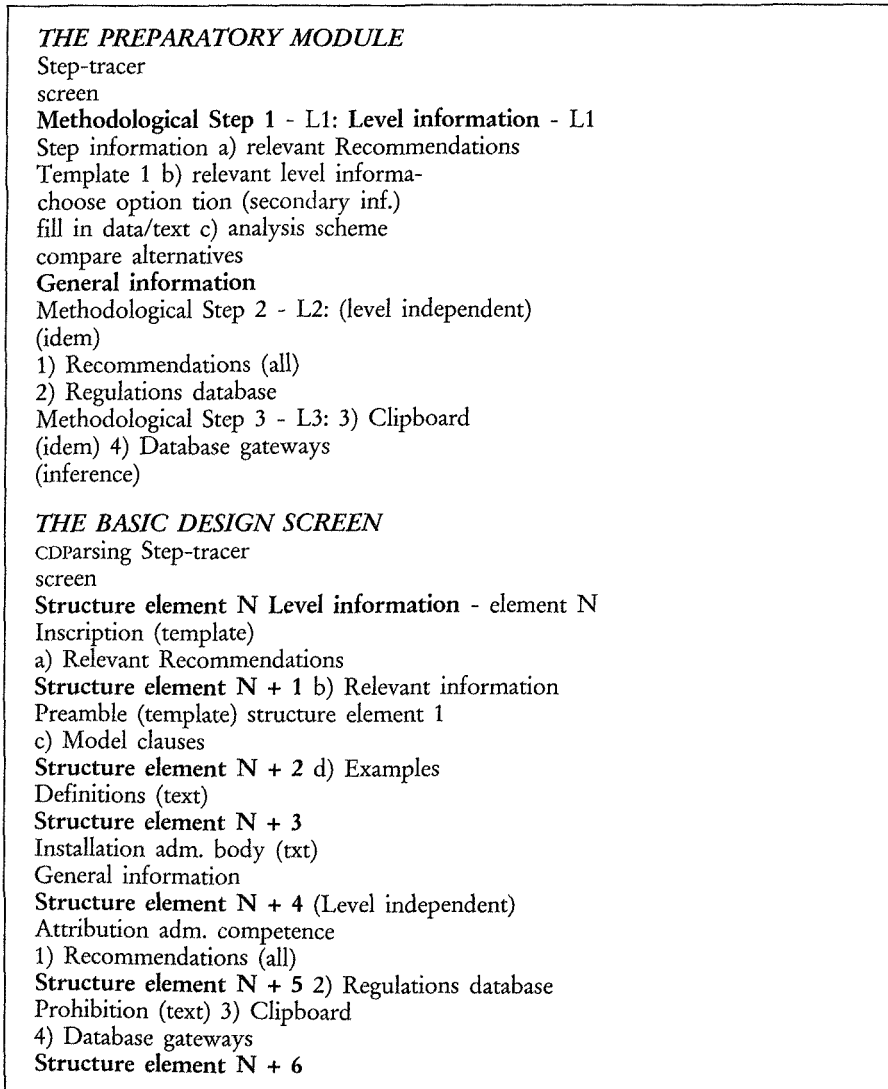 THE PREPARATORY MODULE
Step-tracer
screen
Methodological Step 1 - L1: Level information - L1
Step information a) relevant Recommendations
Template 1 b) relevant level informa-
choose option tion (secondary inf.)
fill in data/text c) analysis scheme
compare alternatives
General information
Methodological Step 2 - L2: (level independent)
(idem)
1) Recommendations (all)
2) Regulations database
Methodological Step 3 - L3: 3) Clipboard
(idem) 4) Database gateways
(inference)
THE BASIC DESIGN SCREEN
CDParsing Step-tracer
screen
Structure element N Level information - element N
Inscription (template)
a) Relevant Recommendations
Structure element N + 1 b) Relevant information
Preamble (template) structure element 1
c) Model clauses
Structure element N + 2 d) Examples
Definitions (text)
Structure element N + 3
Installation adm. body (txt)
General information
Structure element N + 4 (Level independent)
Attribution adm. competence
1) Recommendations (all)
Structure element N + 5 2) Regulations database
Prohibition (text) 3) Clipboard
4) Database gateways
Structure element N + 6